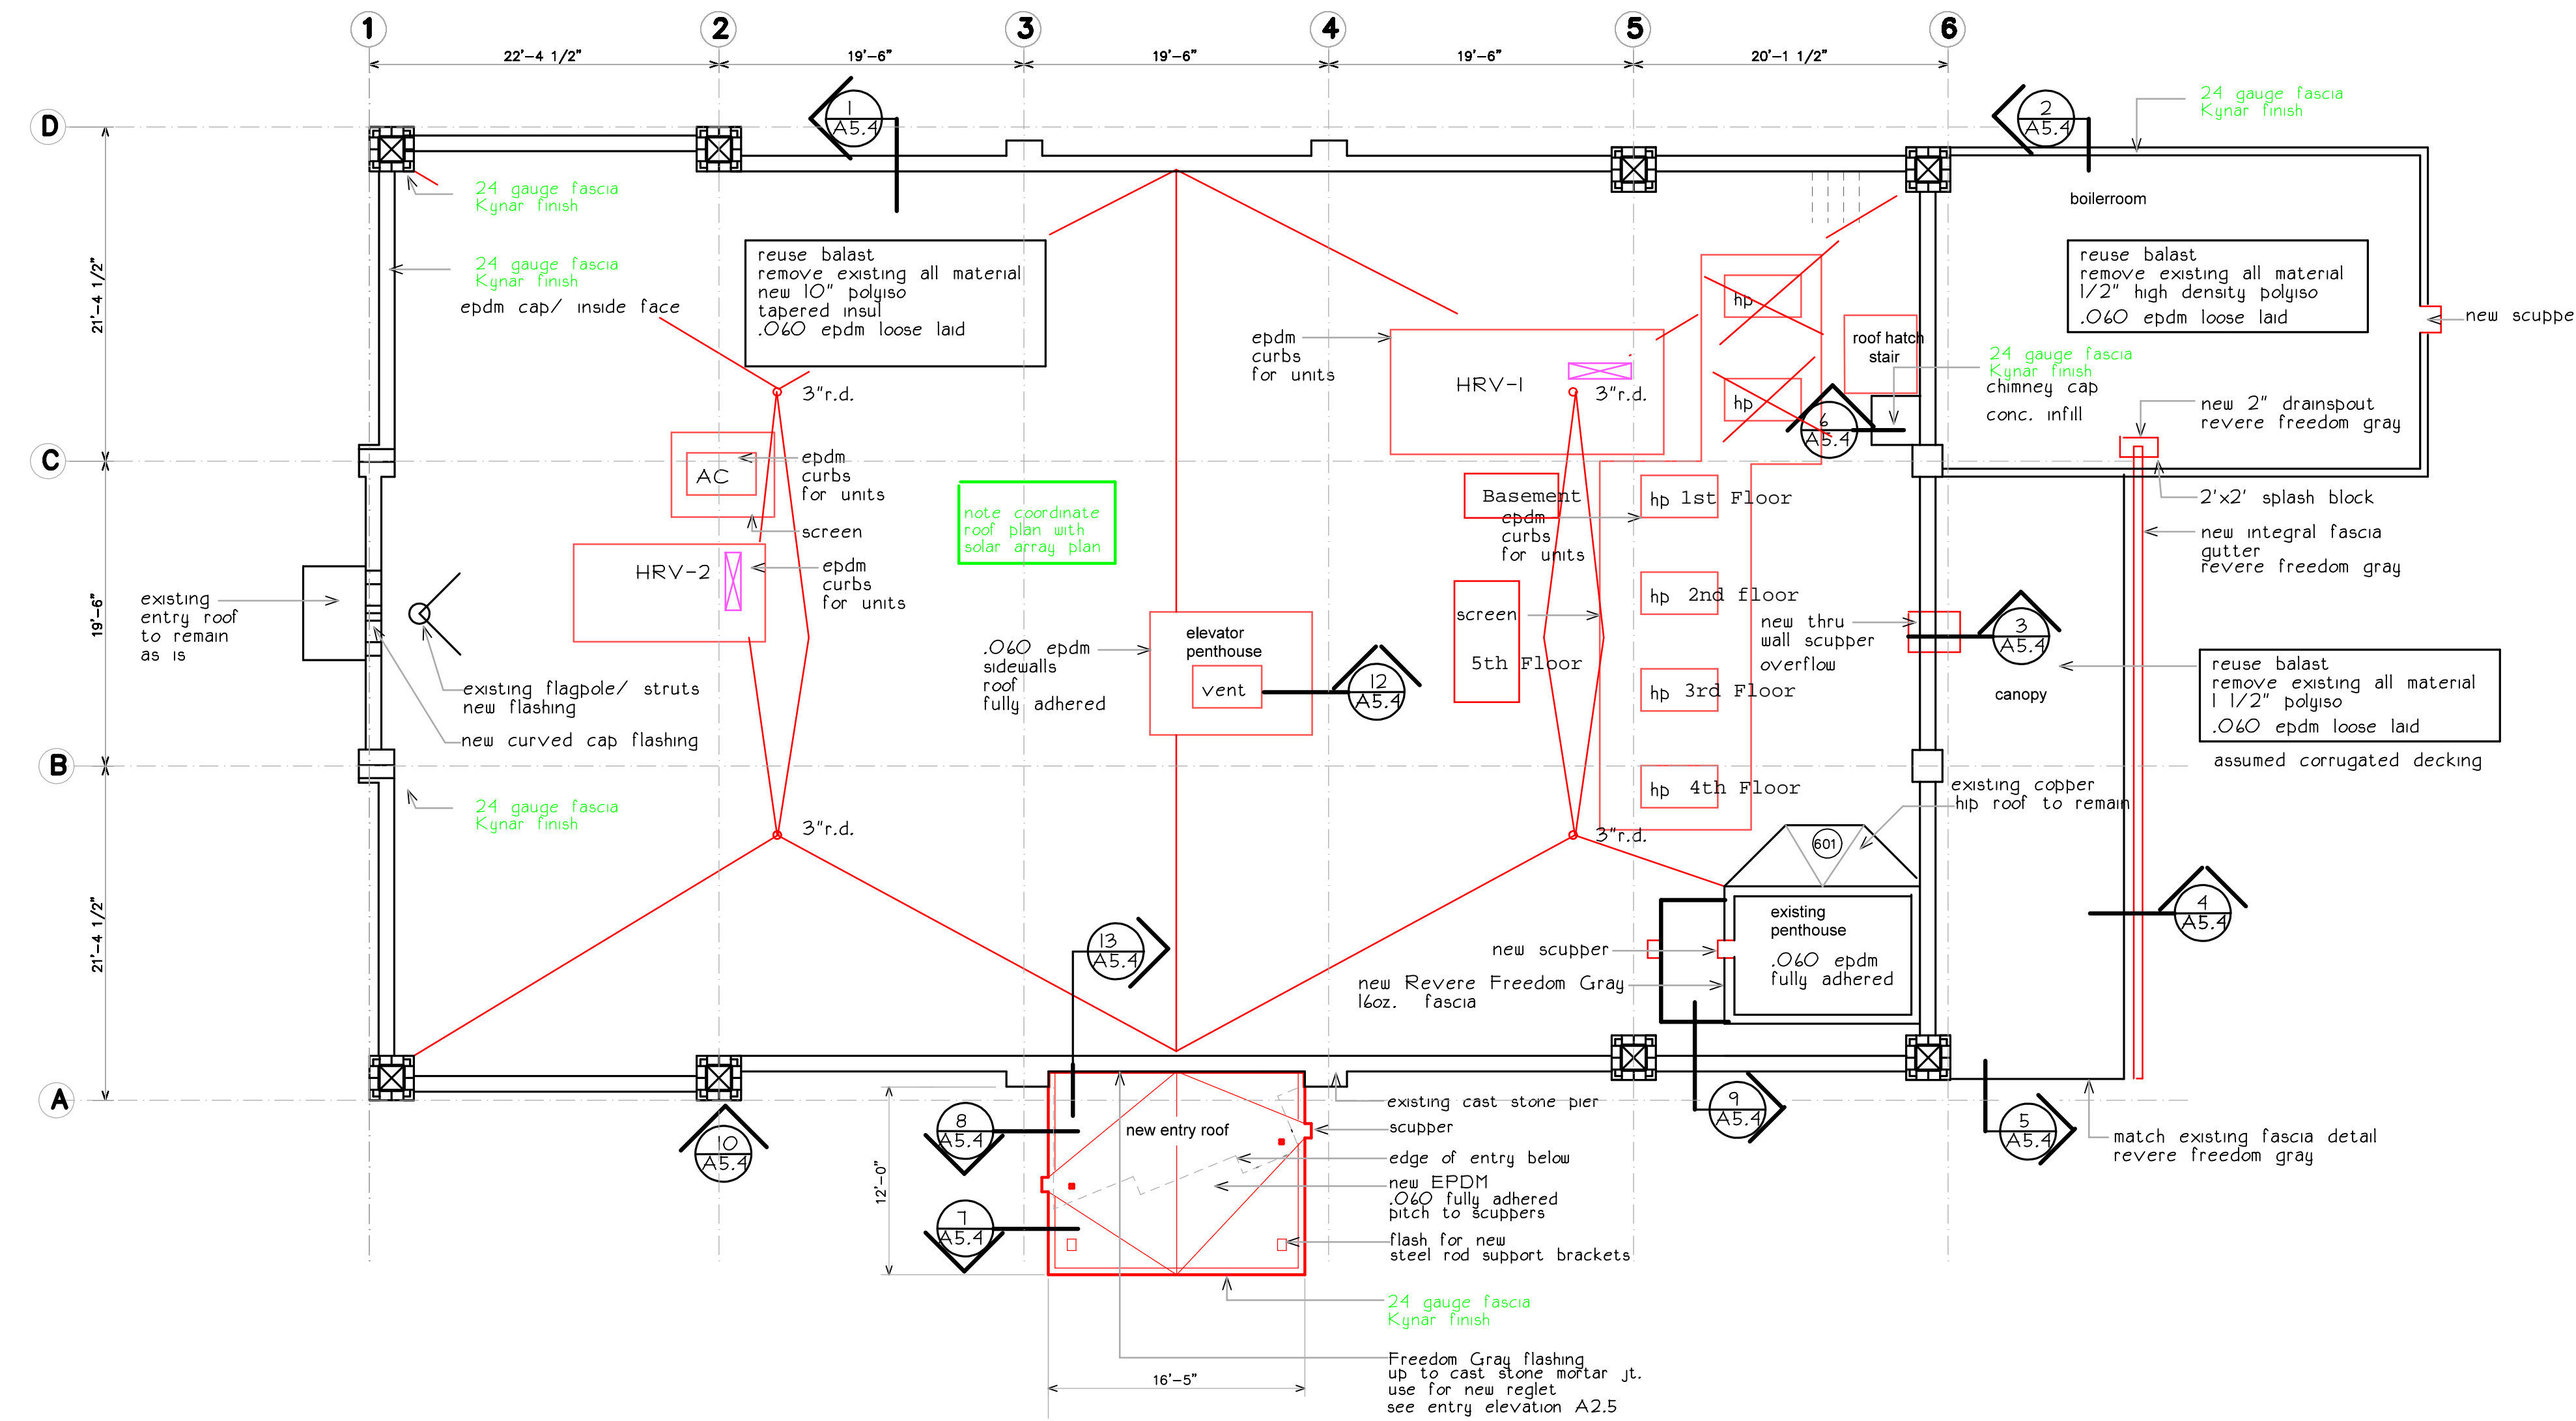 1
2
3
4
5
6
22'-4 1/2"
19'-6"
19'-6"
19'-6"
20'-1 1/2"
D
C
B
A
21'-4 1/2"
19'-6"
21'-4 1/2"
1
A5.4
2
A5.4
24 gauge fascia
Kynar finish
24 gauge fascia
Kynar finish
24 gauge fascia
Kynar finish
epdm cap/ inside face
reuse balast
remove existing all material
new 10" polyiso
tapered insul
.060 epdm loose laid
boilerroom
reuse balast
remove existing all material
1/2" high density polyiso
.060 epdm loose laid
new scuppe
epdm
curbs
for units
HRV-1
3"r.d.
3"r.d.
hp
hp
roof hatch
stair
24 gauge fascia
Kynar finish
chimney cap
conc. infill
6
A5.4
new 2" drainspout
revere freedom gray
2'x2' splash block
new integral fascia
gutter
revere freedom gray
AC
epdm
curbs
for units
screen
HRV-2
epdm
curbs
for units
note coordinate
roof plan with
solar array plan
Basement
epdm
curbs
for units
hp 1st Floor
hp 2nd floor
hp 3rd Floor
hp 4th Floor
screen
5th Floor
existing
entry roof
to remain
as is
existing flagpole/ struts
new flashing
new curved cap flashing
.060 epdm
sidewalls
roof
fully adhered
elevator
penthouse
vent
12
A5.4
new thru
wall scupper
overflow
3
A5.4
canopy
reuse balast
remove existing all material
1 1/2" polyiso
.060 epdm loose laid
assumed corrugated decking
existing copper
hip roof to remain
24 gauge fascia
Kynar finish
3"r.d.
3"r.d.
601
existing
penthouse
.060 epdm
fully adhered
new scupper
new Revere Freedom Gray
16oz. fascia
4
A5.4
13
A5.4
8
A5.4
7
A5.4
9
A5.4
5
A5.4
10
A5.4
12'-0"
new entry roof
existing cast stone pier
scupper
edge of entry below
new EPDM
.060 fully adhered
pitch to scuppers
flash for new
steel rod support brackets
match existing fascia detail
revere freedom gray
24 gauge fascia
Kynar finish
16'-5"
Freedom Gray flashing
up to cast stone mortar jt.
use for new reglet
see entry elevation A2.5